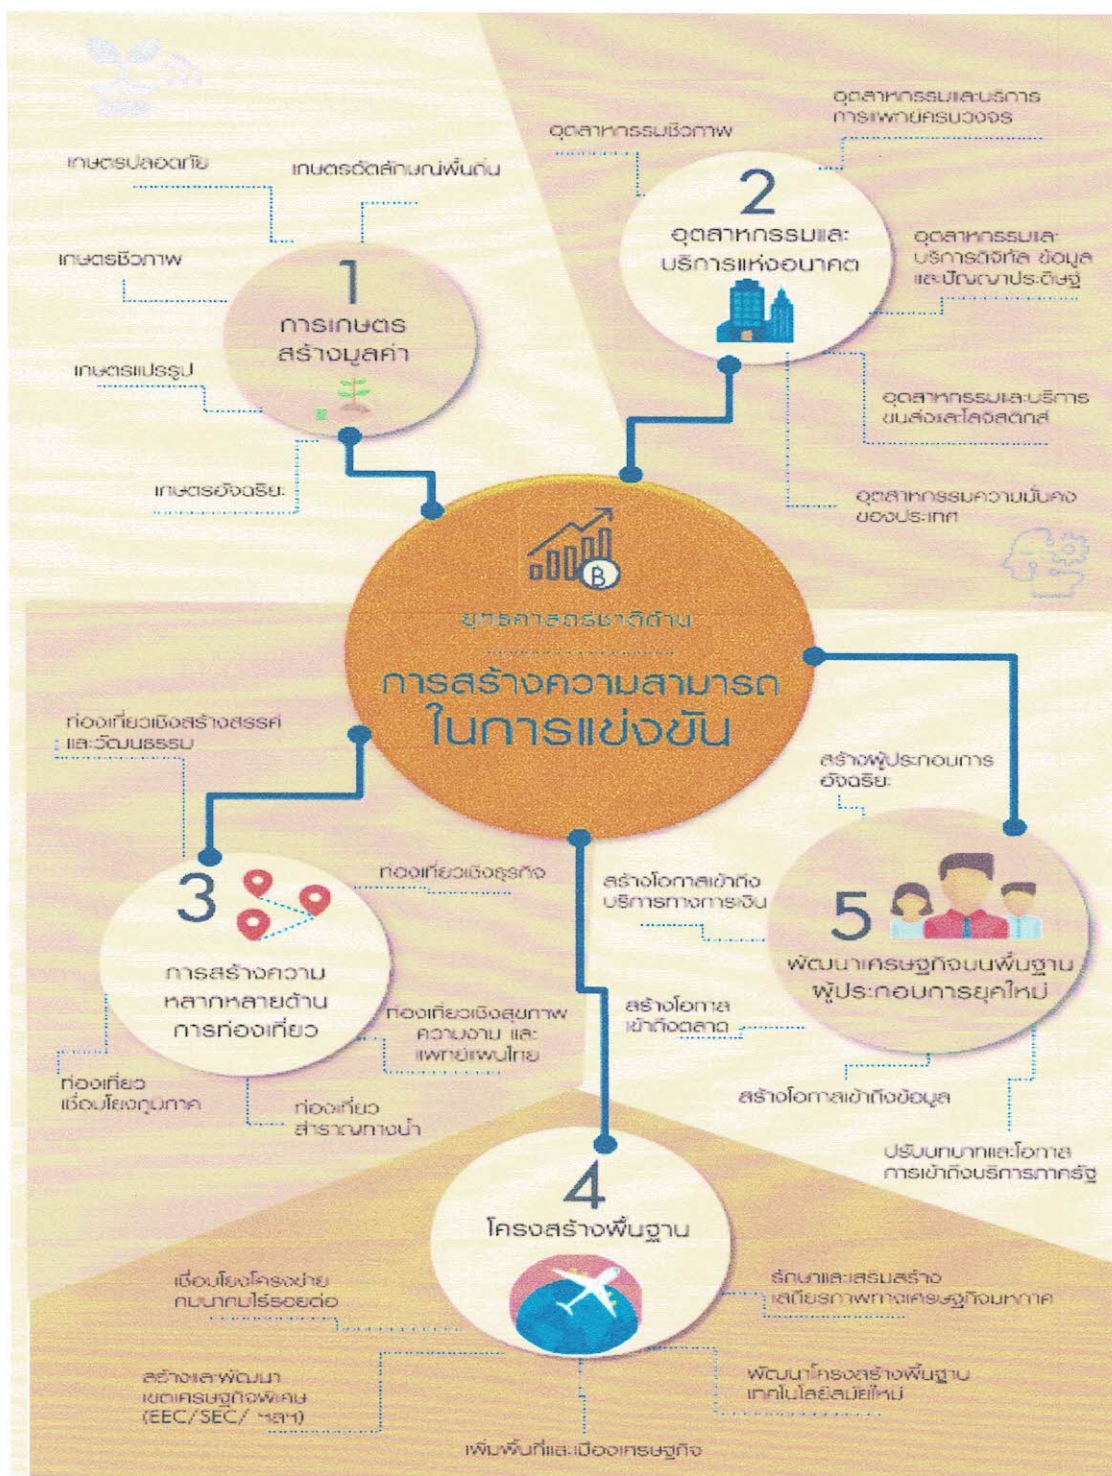 ยุทธศาสตร์ชาติด้าน
การสร้างความสามารถ
ในการแข่งขัน
1
การเกษตร
สร้างมูลค่า
เกษตรปลอดภัย
เกษตรอัตลักษณ์พื้นถิ่น
เกษตรชีวภาพ
เกษตรแปรรูป
เกษตรอัจฉริยะ
2
อุตสาหกรรมและ
บริการแห่งอนาคต
อุตสาหกรรมชีวภาพ
อุตสาหกรรมและบริการ
การแพทย์ครบวงจร
อุตสาหกรรมและ
บริการดิจิทัล ข้อมูล
และปัญญาประดิษฐ์
อุตสาหกรรมและบริการ
ขนส่งและโลจิสติกส์
อุตสาหกรรมความมั่นคง
ของประเทศ
3
การสร้างความ
หลากหลายด้าน
การท่องเที่ยว
ท่องเที่ยวเชิงสร้างสรรค์
และวัฒนธรรม
ท่องเที่ยวเชิงธุรกิจ
ท่องเที่ยวเชิงสุขภาพ
ความงาม และ
แพทย์แผนไทย
ท่องเที่ยว
สำราญทางน้ำ
ท่องเที่ยว
เชื่อมโยงภูมิภาค
4
โครงสร้างพื้นฐาน
เชื่อมโยงโครงข่าย
คมนาคมไร้รอยต่อ
สร้างและพัฒนา
เขตเศรษฐกิจพิเศษ
(EEC/SEC/ ฯลฯ)
เพิ่มพื้นที่และเมืองเศรษฐกิจ
พัฒนาโครงสร้างพื้นฐาน
เทคโนโลยีสมัยใหม่
รักษาและเสริมสร้าง
เสถียรภาพทางเศรษฐกิจมหภาค
5
พัฒนาเศรษฐกิจบนพื้นฐาน
ผู้ประกอบการยุคใหม่
สร้างผู้ประกอบการ
อัจฉริยะ
สร้างโอกาสเข้าถึง
บริการทางการเงิน
สร้างโอกาส
เข้าถึงตลาด
สร้างโอกาสเข้าถึงข้อมูล
ปรับบทบาทและโอกาส
การเข้าถึงบริการภาครัฐ